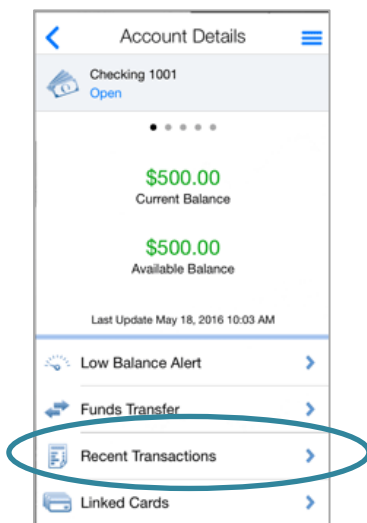 Account Details
Checking 1001
Open
$500.00
Current Balance
$500.00
Available Balance
Last Update May 18, 2016 10:03 AM
Low Balance Alert
Funds Transfer
Recent Transactions
Linked Cards